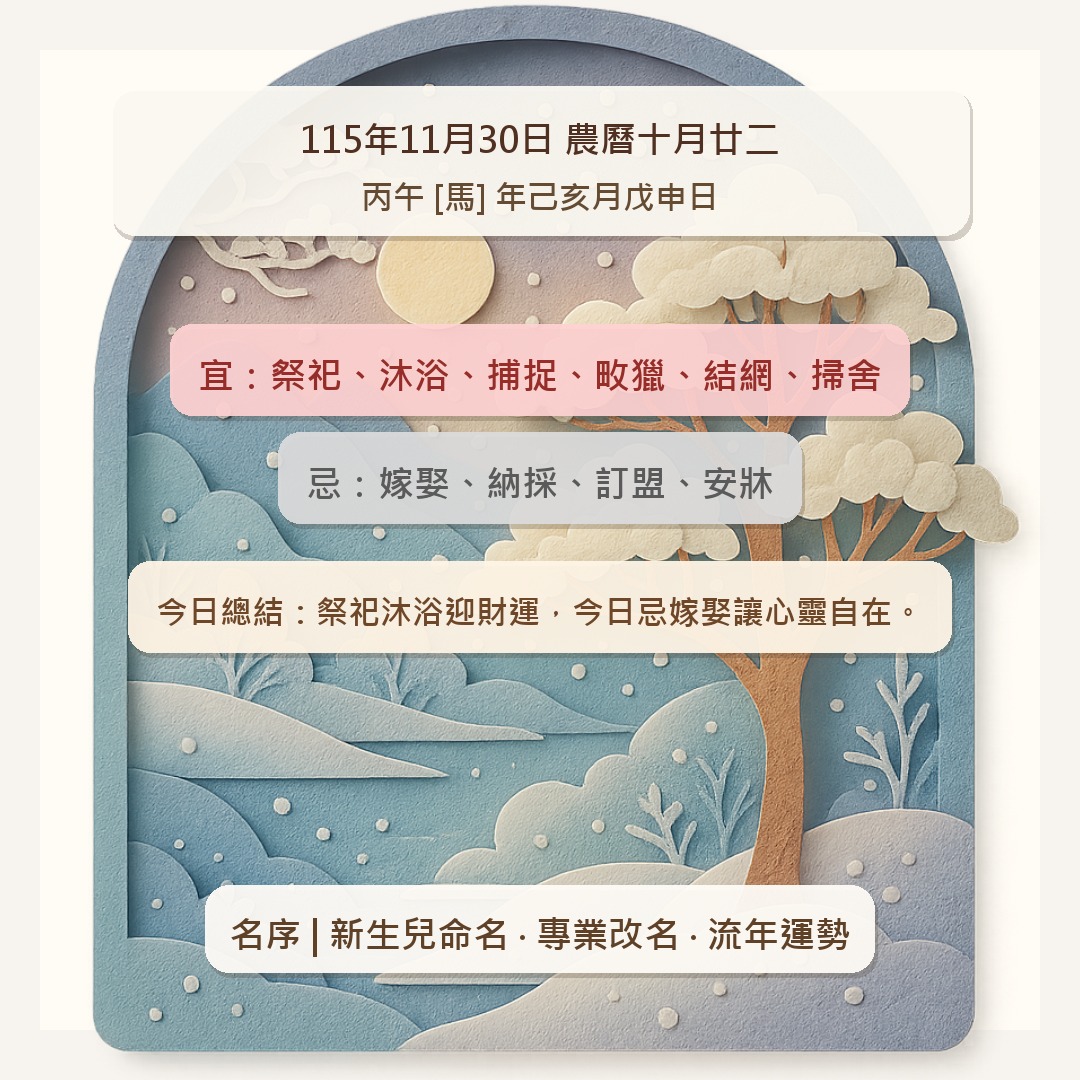 115年11月30日 農曆十月廿二
丙午 [馬] 年己亥月戊申日
宜：祭祀、沐浴、捕捉、畋獵、結網、掃舍
忌：嫁娶、納採、訂盟、安牀
今日總結：祭祀沐浴迎財運，今日忌嫁娶讓心靈自在。
名序 | 新生兒命名 · 專業改名 · 流年運勢